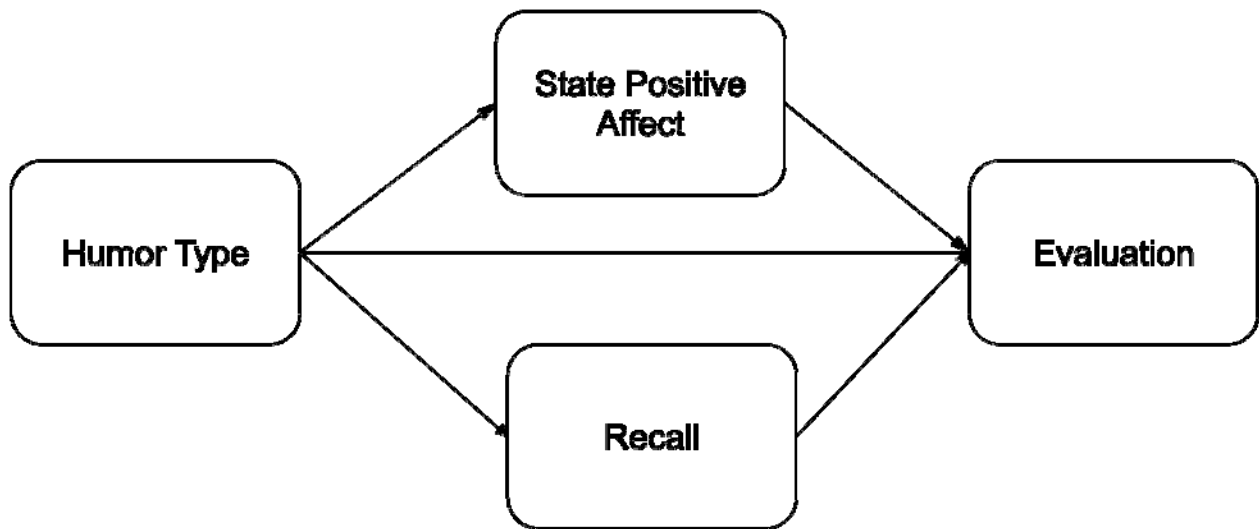 State Positive
Affect
Humor Type
Evaluation
Recall